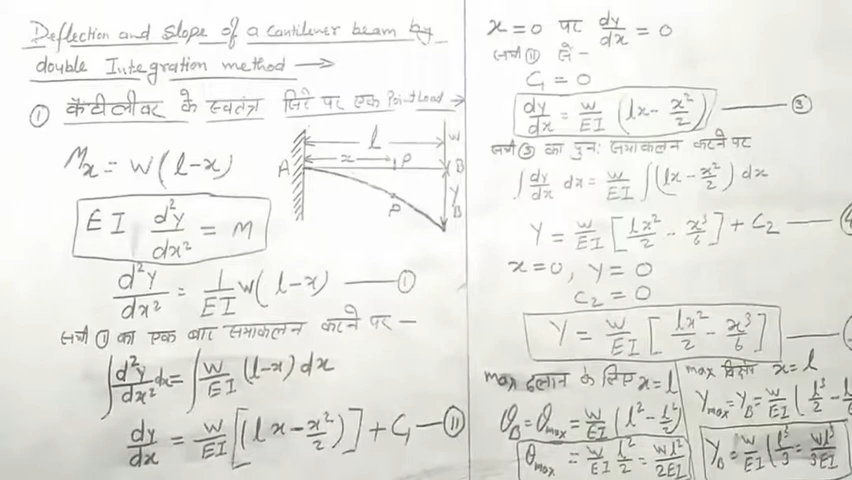 Deflection and slope of a cantilever beam by
double Integration method →
① कैंटीलीवर के स्वतंत्र सिरे पर एक Point Load →
Mx = W(l-x)
l
x
P
W
A
B
P
YB
EI d²y/dx² = M
d²y/dx² = 1/EI W(l-x) —— ①
समी ① का एक बार समाकलन करने पर –
∫ d²y/dx² dx = ∫ W/EI (l-x) dx
dy/dx = W/EI [(lx - x²/2)] + C₁ — ⑪
x=0 पर dy/dx = 0
समी ⑪ से –
C₁ = 0
dy/dx = W/EI (lx - x²/2) —— ③
समी ③ का पुनः समाकलन करने पर
∫ dy/dx dx = W/EI ∫ (lx - x²/2) dx
Y = W/EI [lx²/2 - x³/6] + C₂ —— ④
x=0, Y=0
C₂ = 0
Y = W/EI [lx²/2 - x³/6] ——
max ढलान के लिए x=l
θB = θmax = W/EI (l² - l²/2)
θmax = W/EI l²/2 = Wl²/2EI
max विक्षेप x=l
Ymax = YB = W/EI (l³/2 - l³/6
YB = W/EI (l³/3 = Wl³/3EI